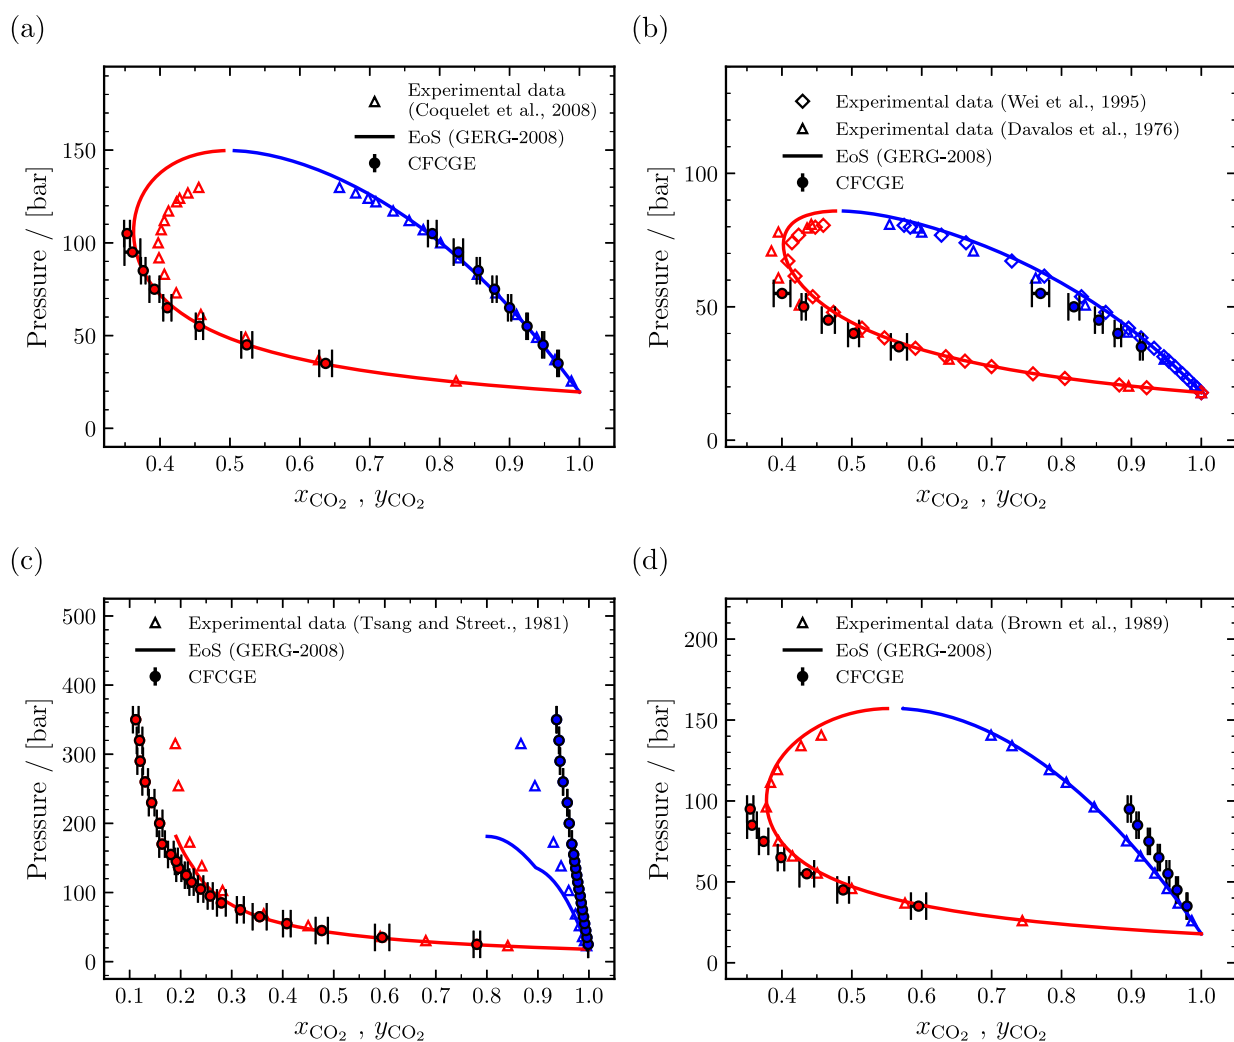 (a)
Pressure / [bar]
0
50
100
150
Experimental data
(Coquelet et al., 2008)
EoS (GERG-2008)
CFCGE
0.4 0.5 0.6 0.7 0.8 0.9 1.0
x_CO₂ , y_CO₂
(b)
Pressure / [bar]
0
50
100
Experimental data (Wei et al., 1995)
Experimental data (Davalos et al., 1976)
EoS (GERG-2008)
CFCGE
0.4 0.5 0.6 0.7 0.8 0.9 1.0
x_CO₂ , y_CO₂
(c)
Pressure / [bar]
0
100
200
300
400
500
Experimental data (Tsang and Street., 1981)
EoS (GERG-2008)
CFCGE
0.1 0.2 0.3 0.4 0.5 0.6 0.7 0.8 0.9 1.0
x_CO₂ , y_CO₂
(d)
Pressure / [bar]
0
50
100
150
200
Experimental data (Brown et al., 1989)
EoS (GERG-2008)
CFCGE
0.4 0.5 0.6 0.7 0.8 0.9 1.0
x_CO₂ , y_CO₂